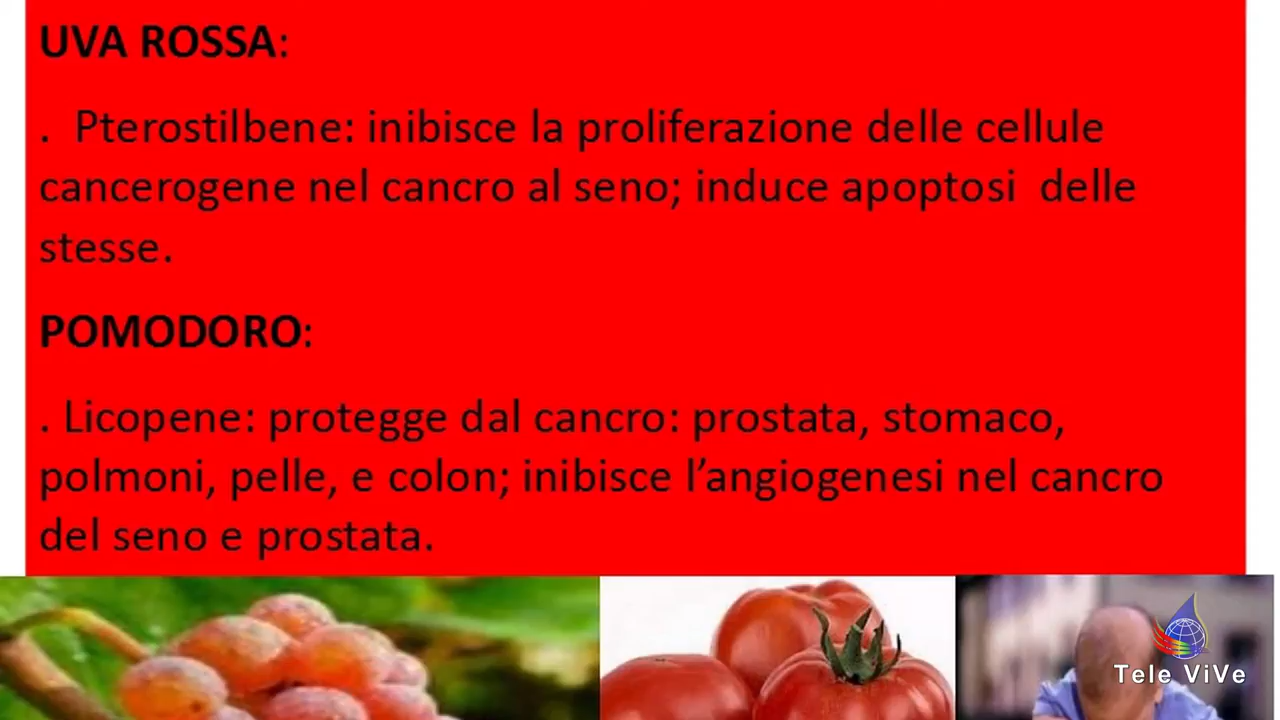 UVA ROSSA:
. Pterostilbene: inibisce la proliferazione delle cellule
cancerogene nel cancro al seno; induce apoptosi delle
stesse.
POMODORO:
. Licopene: protegge dal cancro: prostata, stomaco,
polmoni, pelle, e colon; inibisce l’angiogenesi nel cancro
del seno e prostata.
Tele ViVe